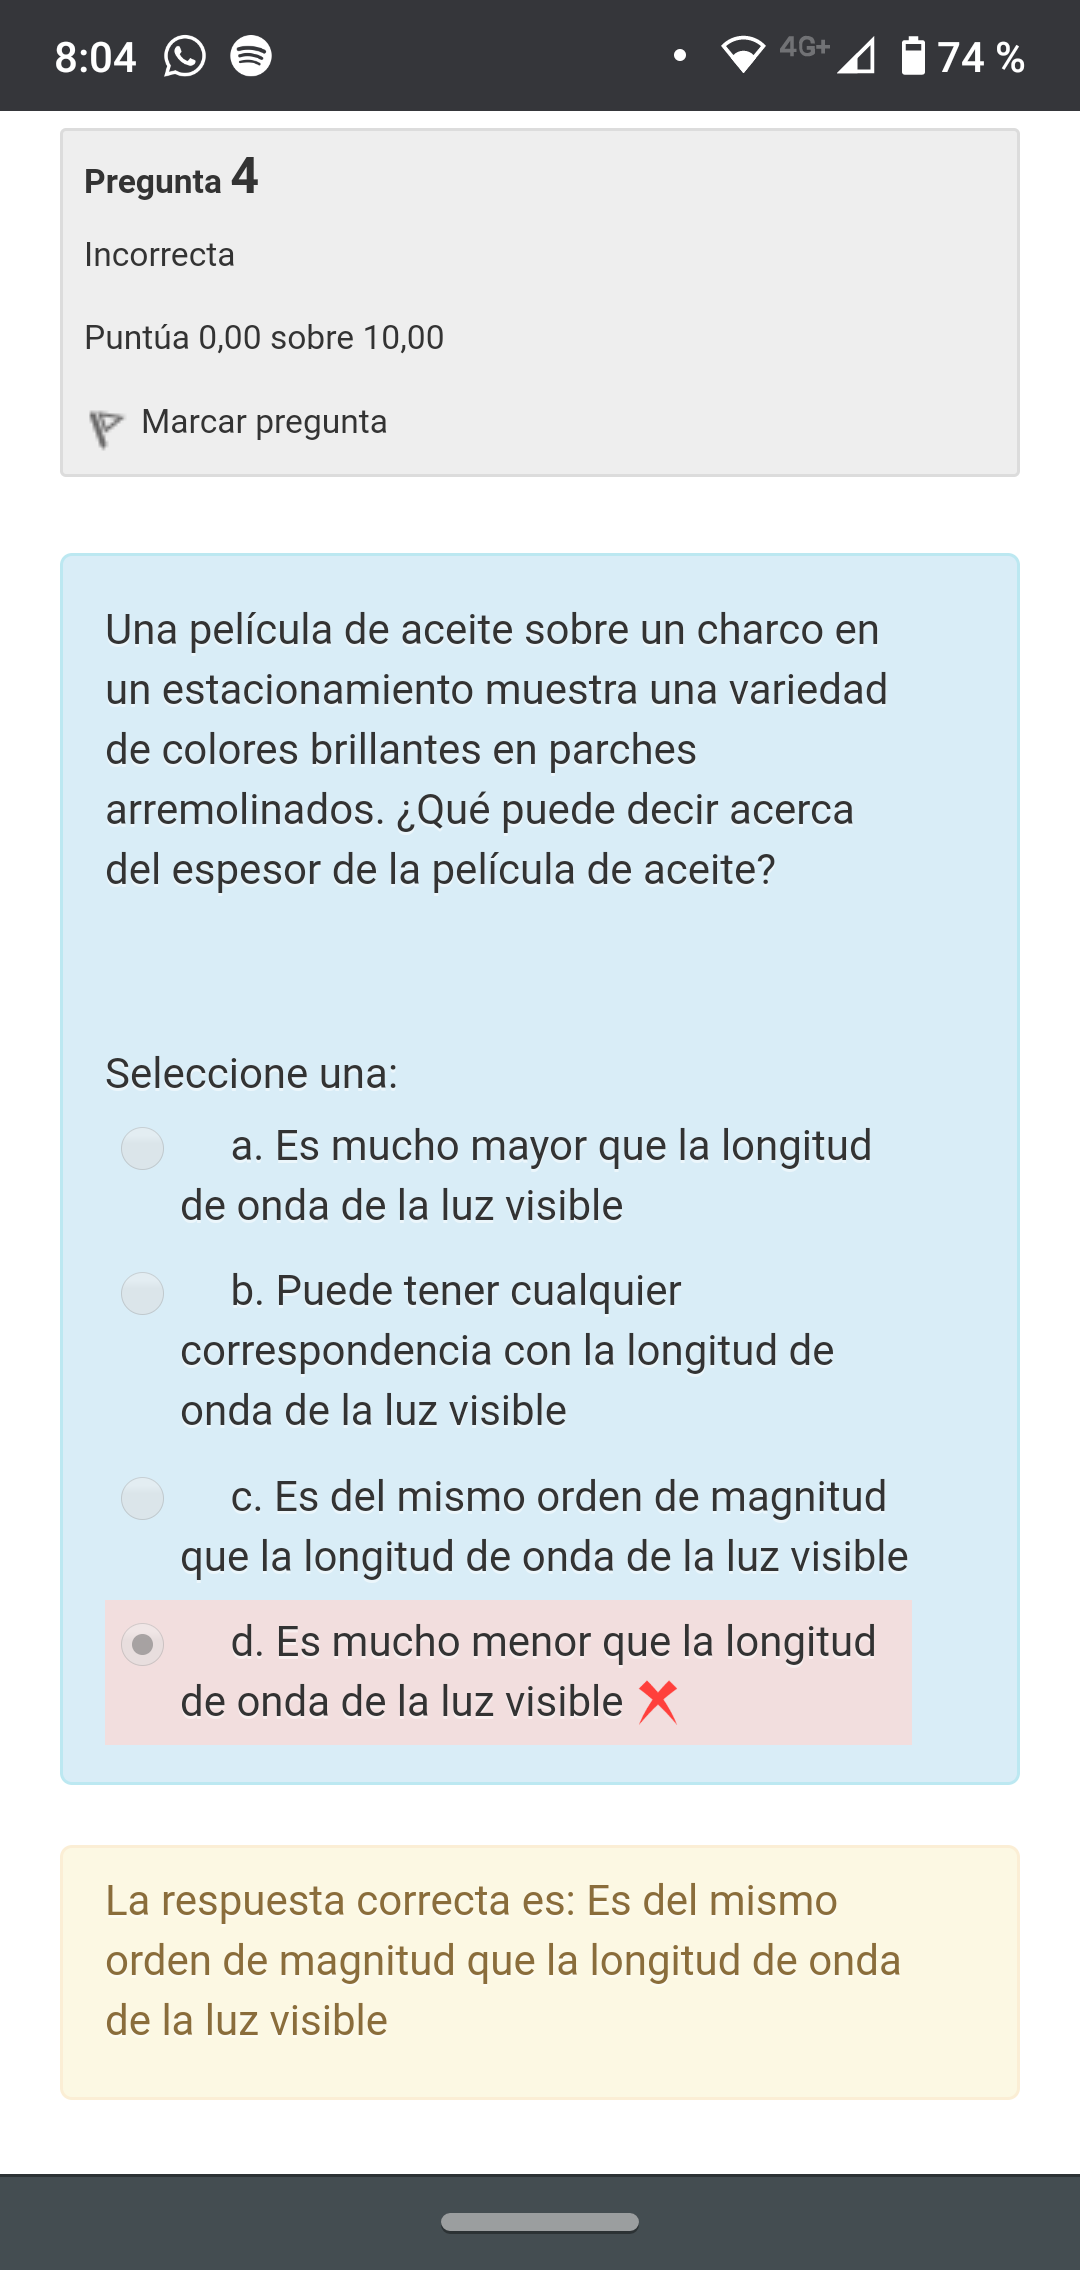 8:04
4G+
74 %
Pregunta 4
Incorrecta
Puntúa 0,00 sobre 10,00
Marcar pregunta
Una película de aceite sobre un charco en
un estacionamiento muestra una variedad
de colores brillantes en parches
arremolinados. ¿Qué puede decir acerca
del espesor de la película de aceite?
Seleccione una:
a. Es mucho mayor que la longitud
de onda de la luz visible
b. Puede tener cualquier
correspondencia con la longitud de
onda de la luz visible
c. Es del mismo orden de magnitud
que la longitud de onda de la luz visible
d. Es mucho menor que la longitud
de onda de la luz visible
La respuesta correcta es: Es del mismo
orden de magnitud que la longitud de onda
de la luz visible